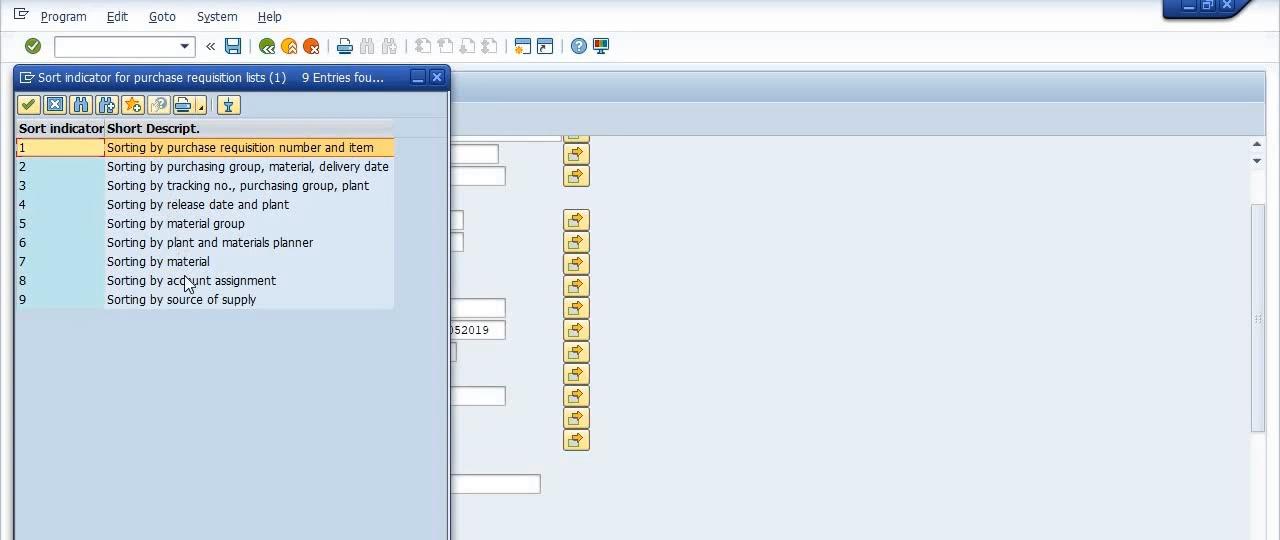 Program Edit Goto System Help
Sort indicator for purchase requisition lists (1) 9 Entries fou...
Sort indicator Short Descript.
1 Sorting by purchase requisition number and item
2 Sorting by purchasing group, material, delivery date
3 Sorting by tracking no., purchasing group, plant
4 Sorting by release date and plant
5 Sorting by material group
6 Sorting by plant and materials planner
7 Sorting by material
8 Sorting by account assignment
9 Sorting by source of supply
052019